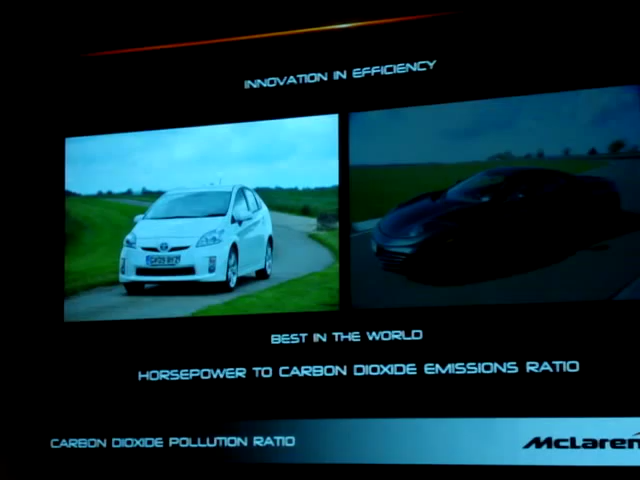 INNOVATION IN EFFICIENCY
BEST IN THE WORLD
HORSEPOWER TO CARBON DIOXIDE EMISSIONS RATIO
CARBON DIOXIDE POLLUTION RATIO
McLaren